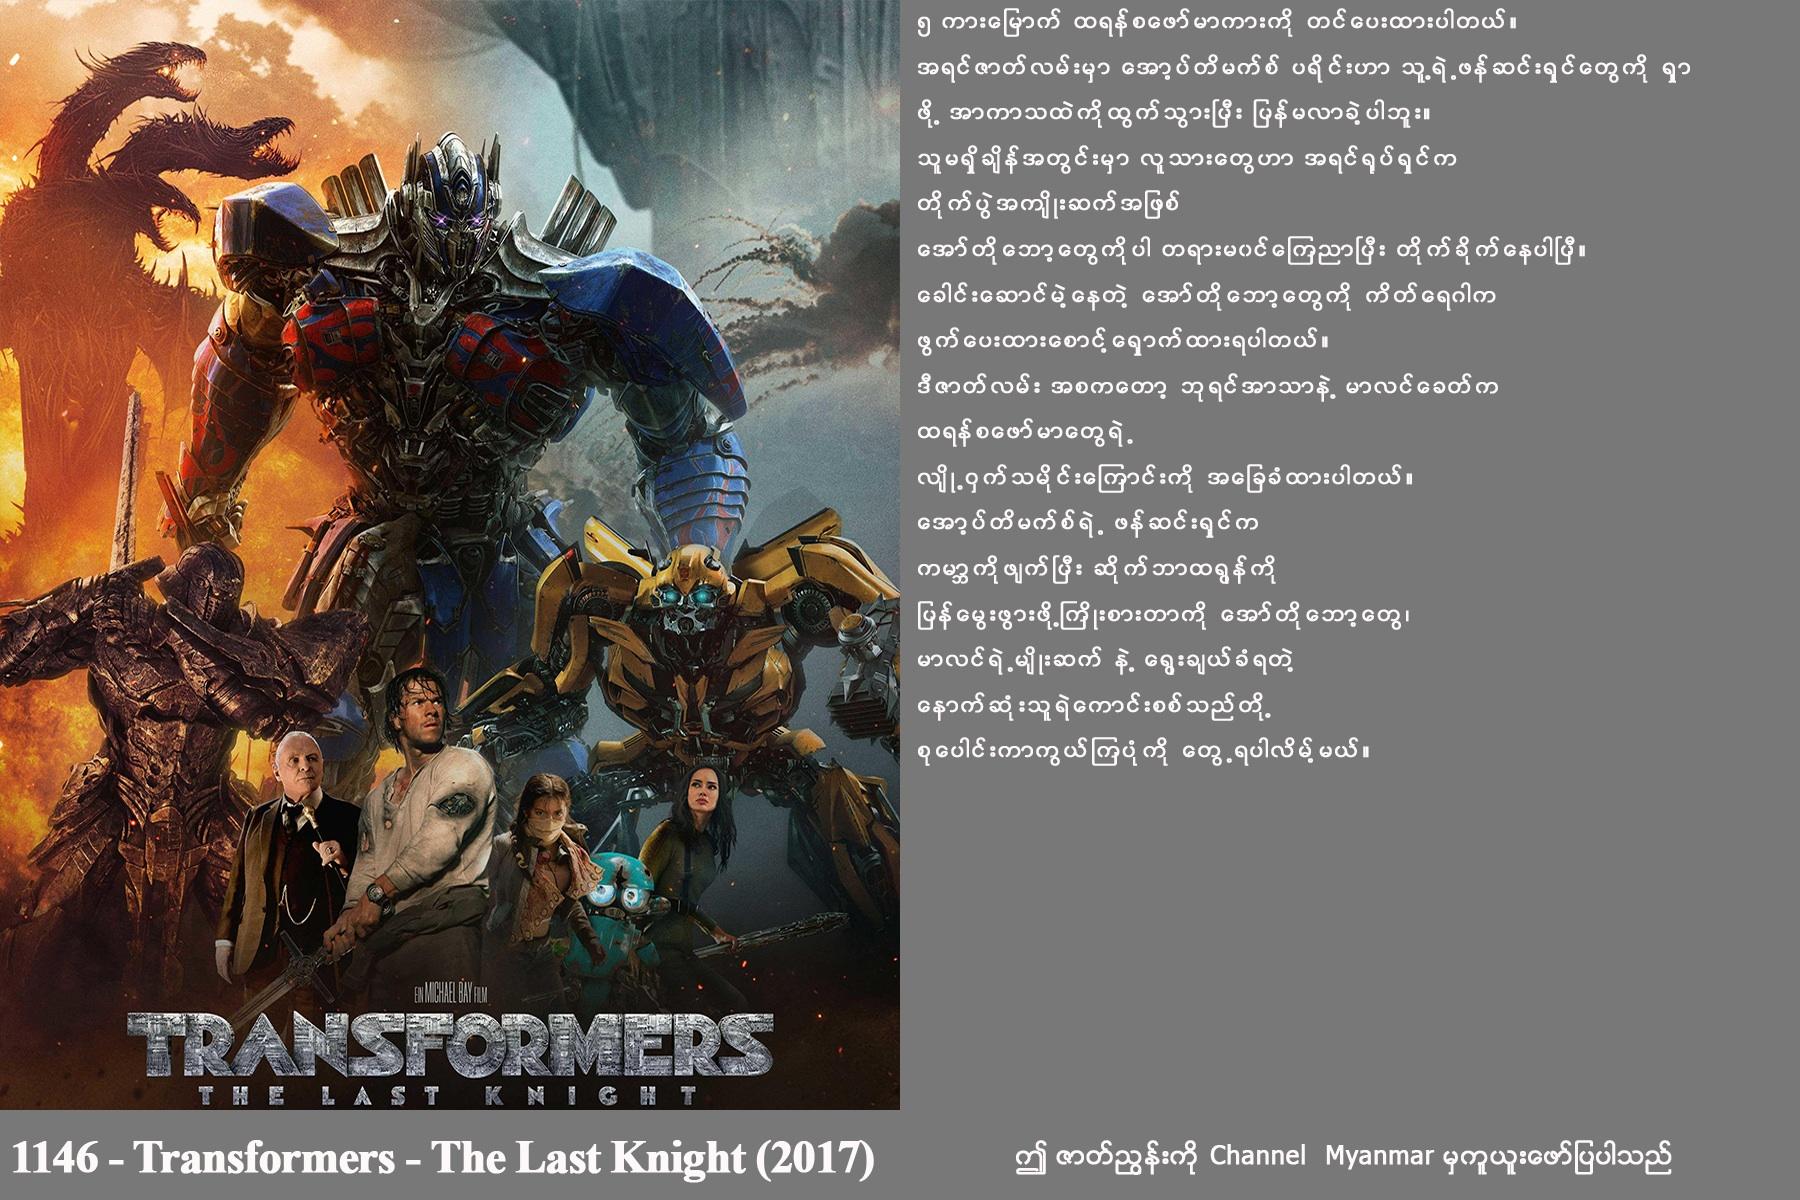 ၅ ကားမြောက် ထရန်စဖော်မာကားကို တင်ပေးထားပါတယ်။
အရင်ဇာတ်လမ်းမှာ အော့ပ်တိမက်စ် ပရိုင်းဟာ သူ့ရဲ့ဖန်ဆင်းရှင်တွေကို ရှာ
ဖို့ အာကာသထဲကိုထွက်သွားပြီး ပြန်မလာခဲ့ပါဘူး။
သူမရှိချိန်အတွင်းမှာ လူသားတွေဟာ အရင်ရုပ်ရှင်က
တိုက်ပွဲအကျိုးဆက်အဖြစ်
အော်တိုဘော့တွေကိုပါ တရားမဝင်ကြေညာပြီး တိုက်ခိုက်နေပါပြီ။
ခေါင်းဆောင်မဲ့နေတဲ့ အော်တိုဘော့တွေကို ကိတ်ရေဂါက
ဖွက်ပေးထားစောင့်ရှောက်ထားရပါတယ်။
ဒီဇာတ်လမ်း အစကတော့ ဘုရင်အာသာနဲ့ မာလင်ခေတ်က
ထရန်စဖော်မာတွေရဲ့
လျှို့ဝှက်သမိုင်းကြောင်းကို အခြေခံထားပါတယ်။
အော့ပ်တိမက်စ်ရဲ့ ဖန်ဆင်းရှင်က
ကမ္ဘာကိုဖျက်ပြီး ဆိုက်ဘာထရွန်ကို
ပြန်မွေးဖွားဖို့ကြိုးစားတာကို အော်တိုဘော့တွေ၊
မာလင်ရဲ့မျိုးဆက် နဲ့ ရွေးချယ်ခံရတဲ့
နောက်ဆုံးသူရဲကောင်းစစ်သည်တို့
စုပေါင်းကာကွယ်ကြပုံကို တွေ့ရပါလိမ့်မယ်။
EIN MICHAEL BAY FILM
TRANSFORMERS
THE LAST KNIGHT
1146 - Transformers - The Last Knight (2017)
ဤ ဇာတ်ညွှန်းကို Channel Myanmar မှကူယူးဖော်ပြပါသည်